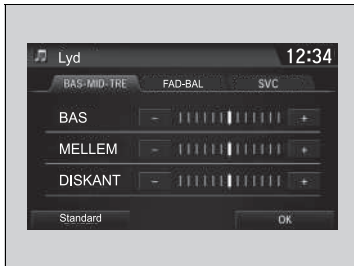 Lyd 12:34
BAS-MID-TRE FAD-BAL SVC
BAS - +
MELLEM - +
DISKANT - +
Standard OK